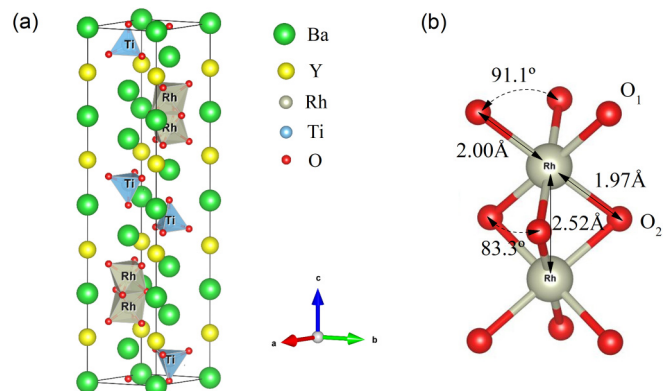 (a)
Ti
Rh
Rh
Ti
Ti
Rh
Rh
Ti
Ba
Y
Rh
Ti
O
c
a
b
(b)
91.1º
O₁
2.00Å
Rh
1.97Å
2.52Å
O₂
83.3º
Rh